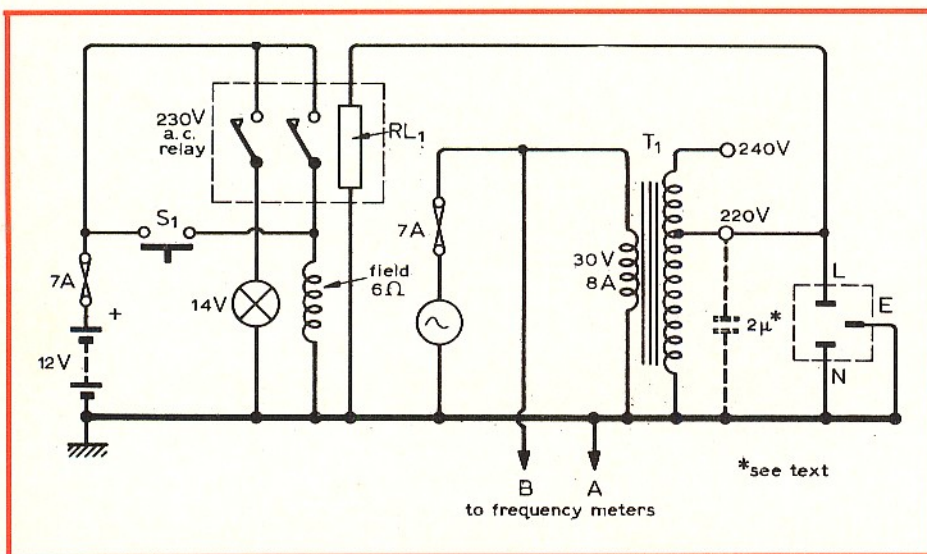 230V
a.c.
relay
RL1
T1
240V
S1
7A
220V
7A
+
field
6Ω
30V
8A
L
E
14V
2μ*
12V
N
*see text
B
A
to frequency meters